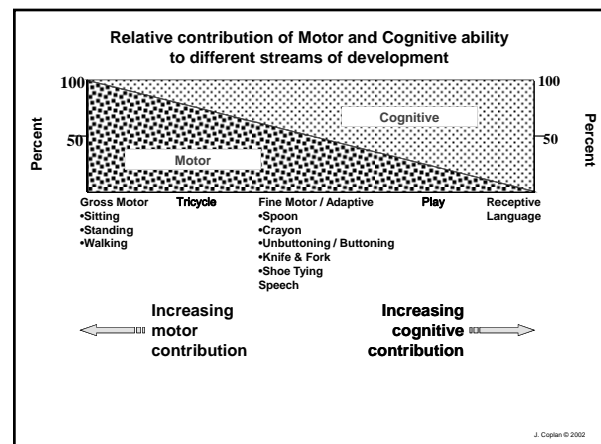 Relative contribution of Motor and Cognitive ability
to different streams of development
100
100
Cognitive
Percent
50
50
Percent
Motor
Gross Motor
•Sitting
•Standing
•Walking
Tricycle
Fine Motor / Adaptive
•Spoon
•Crayon
•Unbuttoning / Buttoning
•Knife & Fork
•Shoe Tying
Speech
Play
Receptive
Language
Increasing
motor
contribution
Increasing
cognitive
contribution
J. Coplan © 2002